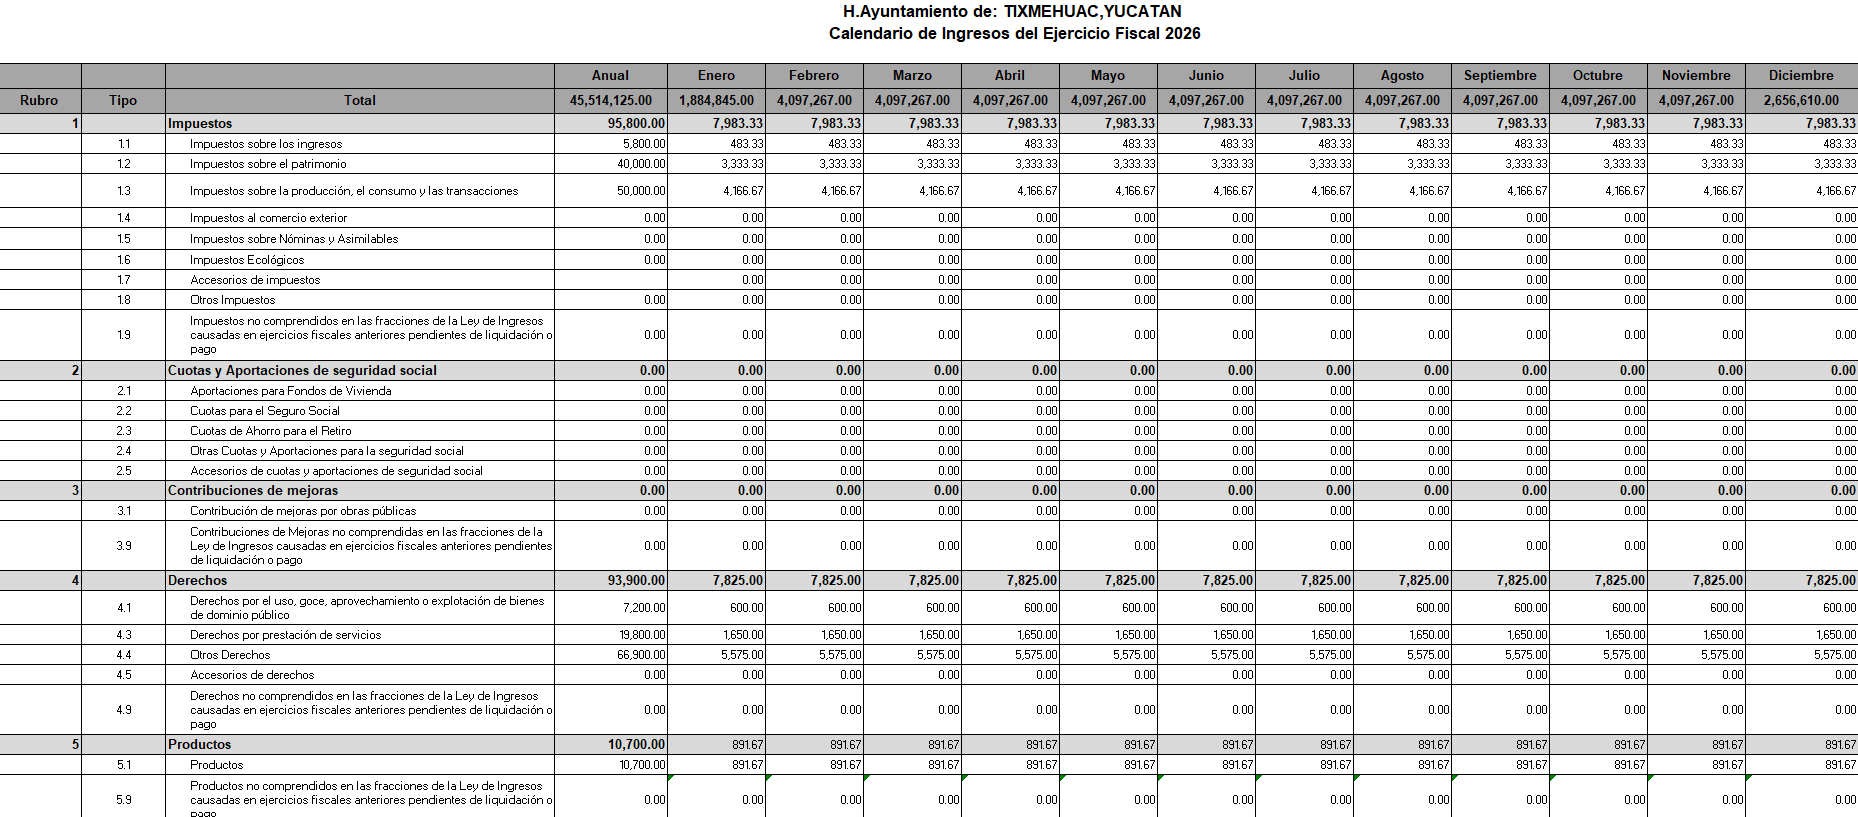 H.Ayuntamiento de: TIXMEHUAC,YUCATAN
Calendario de Ingresos del Ejercicio Fiscal 2026
Anual Enero Febrero Marzo Abril Mayo Junio Julio Agosto Septiembre Octubre Noviembre Diciembre
Rubro Tipo Total 45,514,125.00 1,884,845.00 4,097,267.00 4,097,267.00 4,097,267.00 4,097,267.00 4,097,267.00 4,097,267.00 4,097,267.00 4,097,267.00 4,097,267.00 4,097,267.00 2,656,610.00
1 Impuestos 95,800.00 7,983.33 7,983.33 7,983.33 7,983.33 7,983.33 7,983.33 7,983.33 7,983.33 7,983.33 7,983.33 7,983.33 7,983.33
1.1 Impuestos sobre los ingresos 5,800.00 483.33 483.33 483.33 483.33 483.33 483.33 483.33 483.33 483.33 483.33 483.33 483.33
1.2 Impuestos sobre el patrimonio 40,000.00 3,333.33 3,333.33 3,333.33 3,333.33 3,333.33 3,333.33 3,333.33 3,333.33 3,333.33 3,333.33 3,333.33 3,333.33
1.3 Impuestos sobre la producción, el consumo y las transacciones 50,000.00 4,166.67 4,166.67 4,166.67 4,166.67 4,166.67 4,166.67 4,166.67 4,166.67 4,166.67 4,166.67 4,166.67 4,166.67
1.4 Impuestos al comercio exterior 0.00 0.00 0.00 0.00 0.00 0.00 0.00 0.00 0.00 0.00 0.00 0.00 0.00
1.5 Impuestos sobre Nóminas y Asimilables 0.00 0.00 0.00 0.00 0.00 0.00 0.00 0.00 0.00 0.00 0.00 0.00 0.00
1.6 Impuestos Ecológicos 0.00 0.00 0.00 0.00 0.00 0.00 0.00 0.00 0.00 0.00 0.00 0.00 0.00
1.7 Accesorios de impuestos 0.00 0.00 0.00 0.00 0.00 0.00 0.00 0.00 0.00 0.00 0.00 0.00
1.8 Otros Impuestos 0.00 0.00 0.00 0.00 0.00 0.00 0.00 0.00 0.00 0.00 0.00 0.00 0.00
Impuestos no comprendidos en las fracciones de la Ley de Ingresos
1.9 causadas en ejercicios fiscales anteriores pendientes de liquidación o 0.00 0.00 0.00 0.00 0.00 0.00 0.00 0.00 0.00 0.00 0.00 0.00 0.00
pago
2 Cuotas y Aportaciones de seguridad social 0.00 0.00 0.00 0.00 0.00 0.00 0.00 0.00 0.00 0.00 0.00 0.00 0.00
2.1 Aportaciones para Fondos de Vivienda 0.00 0.00 0.00 0.00 0.00 0.00 0.00 0.00 0.00 0.00 0.00 0.00 0.00
2.2 Cuotas para el Seguro Social 0.00 0.00 0.00 0.00 0.00 0.00 0.00 0.00 0.00 0.00 0.00 0.00 0.00
2.3 Cuotas de Ahorro para el Retiro 0.00 0.00 0.00 0.00 0.00 0.00 0.00 0.00 0.00 0.00 0.00 0.00 0.00
2.4 Otras Cuotas y Aportaciones para la seguridad social 0.00 0.00 0.00 0.00 0.00 0.00 0.00 0.00 0.00 0.00 0.00 0.00 0.00
2.5 Accesorios de cuotas y aportaciones de seguridad social 0.00 0.00 0.00 0.00 0.00 0.00 0.00 0.00 0.00 0.00 0.00 0.00 0.00
3 Contribuciones de mejoras 0.00 0.00 0.00 0.00 0.00 0.00 0.00 0.00 0.00 0.00 0.00 0.00 0.00
3.1 Contribución de mejoras por obras públicas 0.00 0.00 0.00 0.00 0.00 0.00 0.00 0.00 0.00 0.00 0.00 0.00 0.00
Contribuciones de Mejoras no comprendidas en las fracciones de la
3.9 Ley de Ingresos causadas en ejercicios fiscales anteriores pendientes 0.00 0.00 0.00 0.00 0.00 0.00 0.00 0.00 0.00 0.00 0.00 0.00 0.00
de liquidación o pago
4 Derechos 93,900.00 7,825.00 7,825.00 7,825.00 7,825.00 7,825.00 7,825.00 7,825.00 7,825.00 7,825.00 7,825.00 7,825.00 7,825.00
Derechos por el uso, goce, aprovechamiento o explotación de bienes
4.1 de dominio público 7,200.00 600.00 600.00 600.00 600.00 600.00 600.00 600.00 600.00 600.00 600.00 600.00 600.00
4.3 Derechos por prestación de servicios 19,800.00 1,650.00 1,650.00 1,650.00 1,650.00 1,650.00 1,650.00 1,650.00 1,650.00 1,650.00 1,650.00 1,650.00 1,650.00
4.4 Otros Derechos 66,900.00 5,575.00 5,575.00 5,575.00 5,575.00 5,575.00 5,575.00 5,575.00 5,575.00 5,575.00 5,575.00 5,575.00 5,575.00
4.5 Accesorios de derechos 0.00 0.00 0.00 0.00 0.00 0.00 0.00 0.00 0.00 0.00 0.00 0.00 0.00
Derechos no comprendidos en las fracciones de la Ley de Ingresos
4.9 causadas en ejercicios fiscales anteriores pendientes de liquidación o 0.00 0.00 0.00 0.00 0.00 0.00 0.00 0.00 0.00 0.00 0.00 0.00 0.00
pago
5 Productos 10,700.00 891.67 891.67 891.67 891.67 891.67 891.67 891.67 891.67 891.67 891.67 891.67 891.67
5.1 Productos 10,700.00 891.67 891.67 891.67 891.67 891.67 891.67 891.67 891.67 891.67 891.67 891.67 891.67
Productos no comprendidos en las fracciones de la Ley de Ingresos
5.9 causadas en ejercicios fiscales anteriores pendientes de liquidación o 0.00 0.00 0.00 0.00 0.00 0.00 0.00 0.00 0.00 0.00 0.00 0.00 0.00
pago